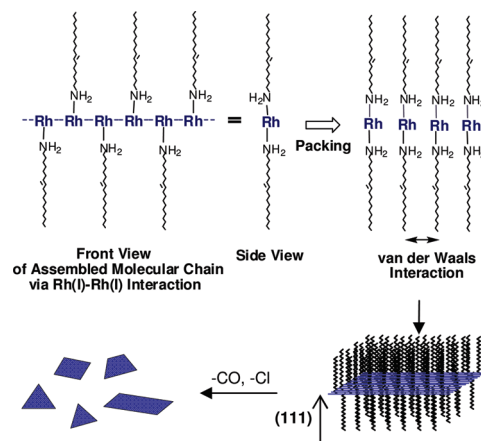 NH2 NH2 NH2
--Rh—Rh—Rh—Rh—Rh—Rh--
NH2 NH2 NH2
=
H2N
Rh
NH2
Packing
NH2 NH2 NH2 NH2
Rh Rh Rh Rh
NH2 NH2 NH2 NH2
Front View
of Assembled Molecular Chain
via Rh(I)-Rh(I) Interaction
Side View
van der Waals
Interaction
-CO, -Cl
(111)